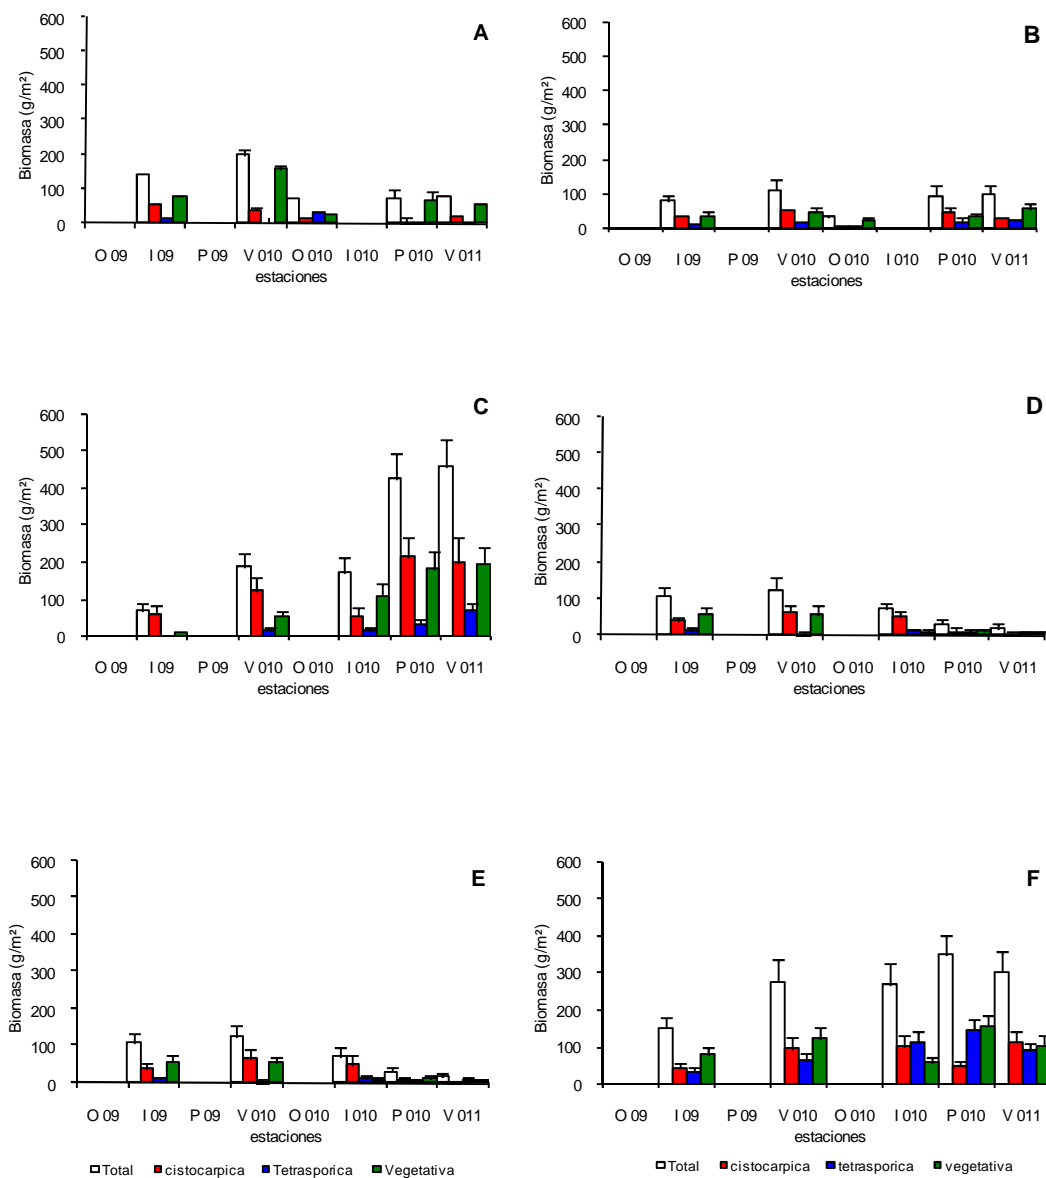 A
600
500
400
300
200
100
0
Biomasa (g/m²)
O 09 I 09 P 09 V 010 O 010 I 010 P 010 V 011
estaciones
B
600
500
400
300
200
100
0
Biomasa (g/m²)
O 09 I 09 P 09 V 010 O 010 I 010 P 010 V 011
estaciones
C
600
500
400
300
200
100
0
Biomasa (g/m²)
O 09 I 09 P 09 V 010 O 010 I 010 P 010 V 011
estaciones
D
600
500
400
300
200
100
0
Biomasa (g/m²)
O 09 I 09 P 09 V 010 O 010 I 010 P 010 V 011
estaciones
E
600
500
400
300
200
100
0
Biomasa (g/m²)
O 09 I 09 P 09 V 010 O 010 I 010 P 010 V 011
estaciones
Total cistocarpica Tetrasporica Vegetativa
F
600
500
400
300
200
100
0
Biomasa (g/m²)
O 09 I 09 P 09 V 010 O 010 I 010 P 010 V 011
estaciones
Total cistocarpica tetrasporica vegetativa